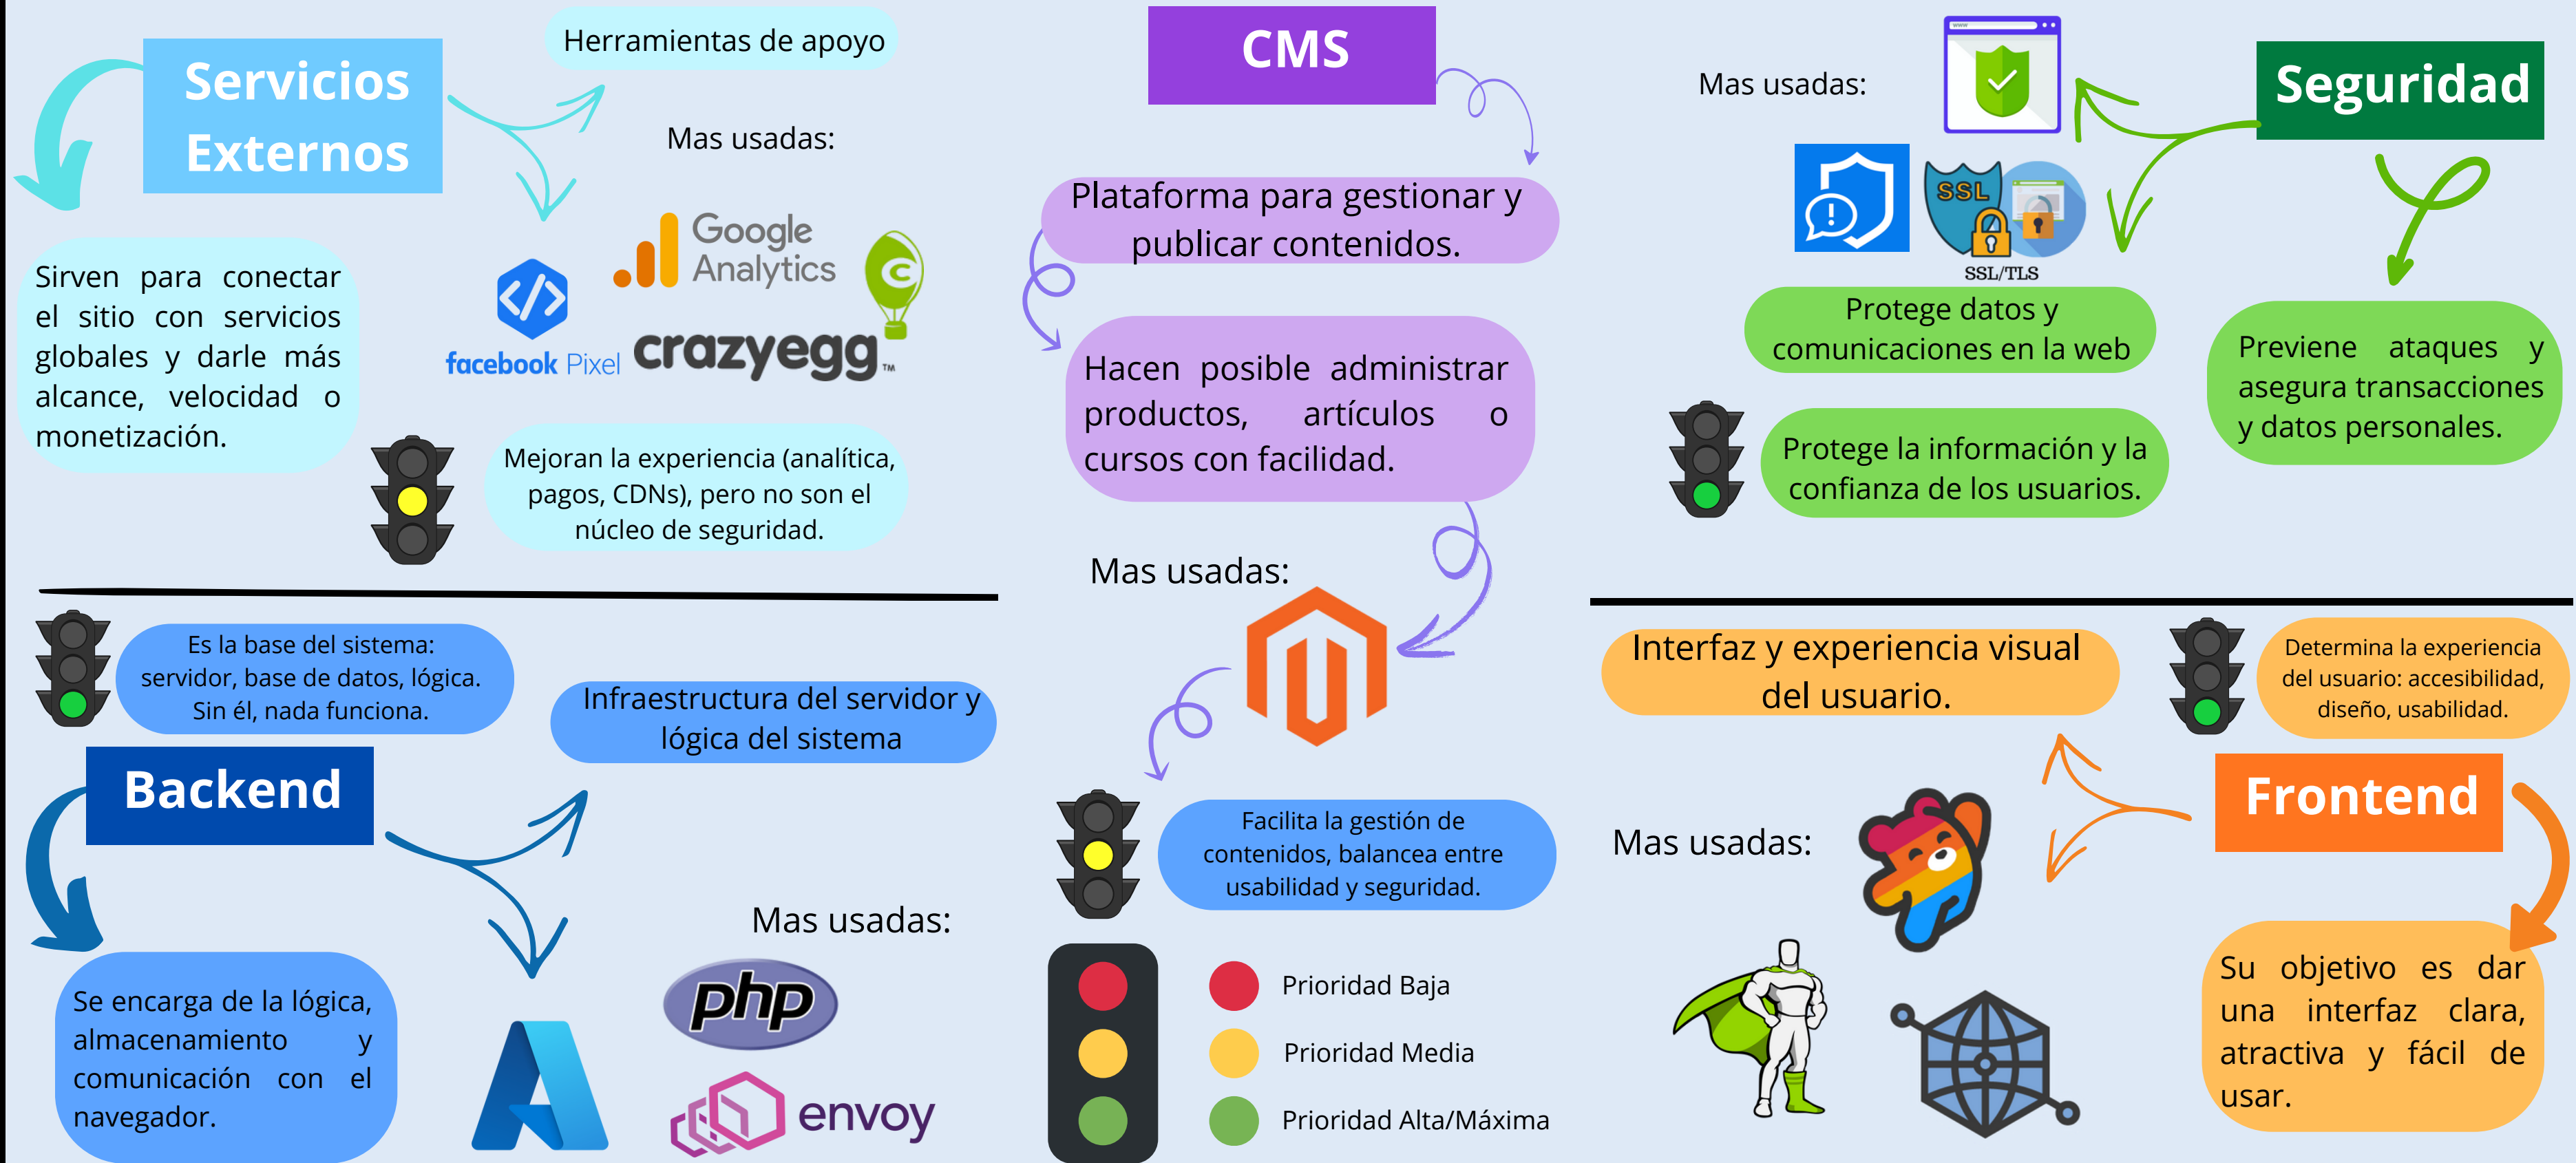 Servicios
Externos
Herramientas de apoyo
Mas usadas:
Google
Analytics
facebook Pixel
crazyegg™
Sirven para conectar
el sitio con servicios
globales y darle más
alcance, velocidad o
monetización.
Mejoran la experiencia (analítica,
pagos, CDNs), pero no son el
núcleo de seguridad.
CMS
Plataforma para gestionar y
publicar contenidos.
Hacen posible administrar
productos, artículos o
cursos con facilidad.
Mas usadas:
Facilita la gestión de
contenidos, balancea entre
usabilidad y seguridad.
Prioridad Baja
Prioridad Media
Prioridad Alta/Máxima
Seguridad
Mas usadas:
www
SSL
SSL/TLS
Protege datos y
comunicaciones en la web
Protege la información y la
confianza de los usuarios.
Previene ataques y
asegura transacciones
y datos personales.
Es la base del sistema:
servidor, base de datos, lógica.
Sin él, nada funciona.
Infraestructura del servidor y
lógica del sistema
Backend
Mas usadas:
php
envoy
Se encarga de la lógica,
almacenamiento y
comunicación con el
navegador.
Interfaz y experiencia visual
del usuario.
Determina la experiencia
del usuario: accesibilidad,
diseño, usabilidad.
Frontend
Mas usadas:
Su objetivo es dar
una interfaz clara,
atractiva y fácil de
usar.